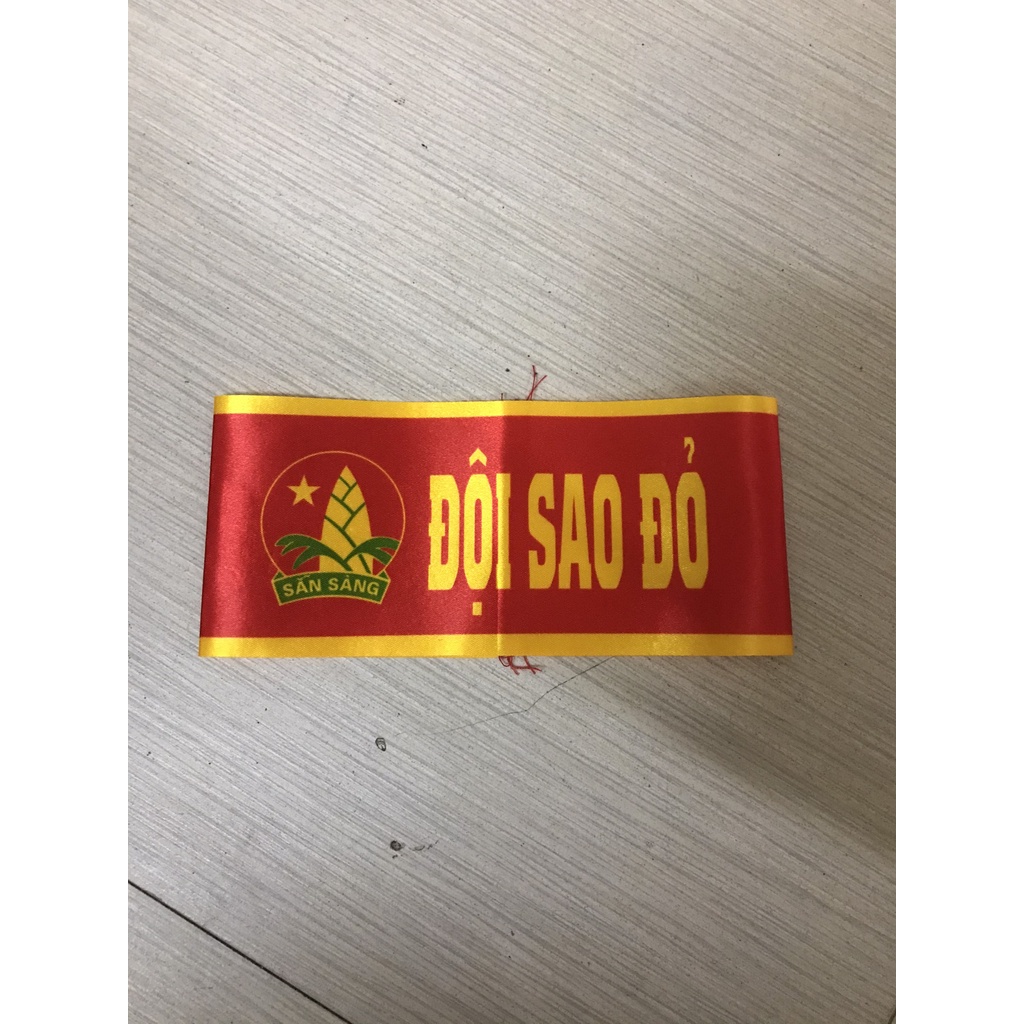 SẴN SÀNG
ĐỘI SAO ĐỎ